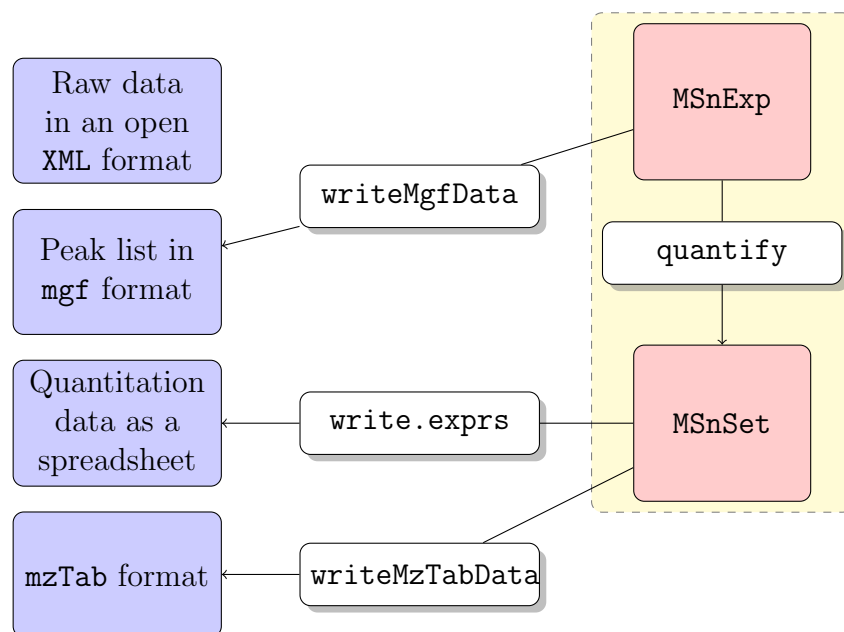 Raw data
in an open
XML format
MSnExp
writeMgfData
Peak list in
mgf format
quantify
Quantitation
data as a
spreadsheet
write.exprs
MSnSet
mzTab format
writeMzTabData